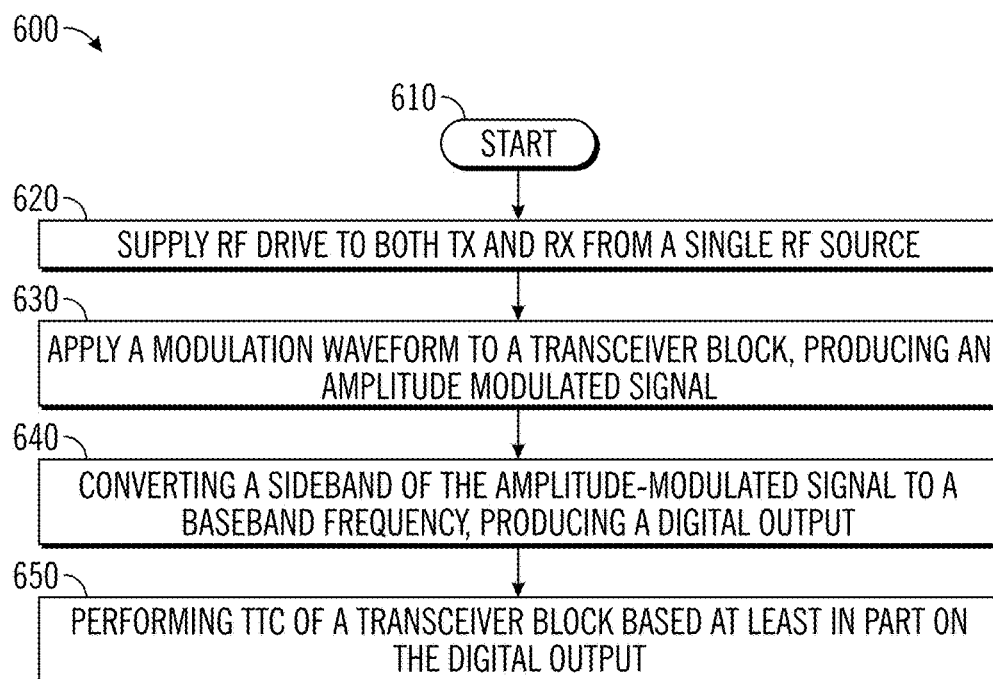 600
610
START
620
SUPPLY RF DRIVE TO BOTH TX AND RX FROM A SINGLE RF SOURCE
630
APPLY A MODULATION WAVEFORM TO A TRANSCEIVER BLOCK, PRODUCING AN
AMPLITUDE MODULATED SIGNAL
640
CONVERTING A SIDEBAND OF THE AMPLITUDE-MODULATED SIGNAL TO A
BASEBAND FREQUENCY, PRODUCING A DIGITAL OUTPUT
650
PERFORMING TTC OF A TRANSCEIVER BLOCK BASED AT LEAST IN PART ON
THE DIGITAL OUTPUT